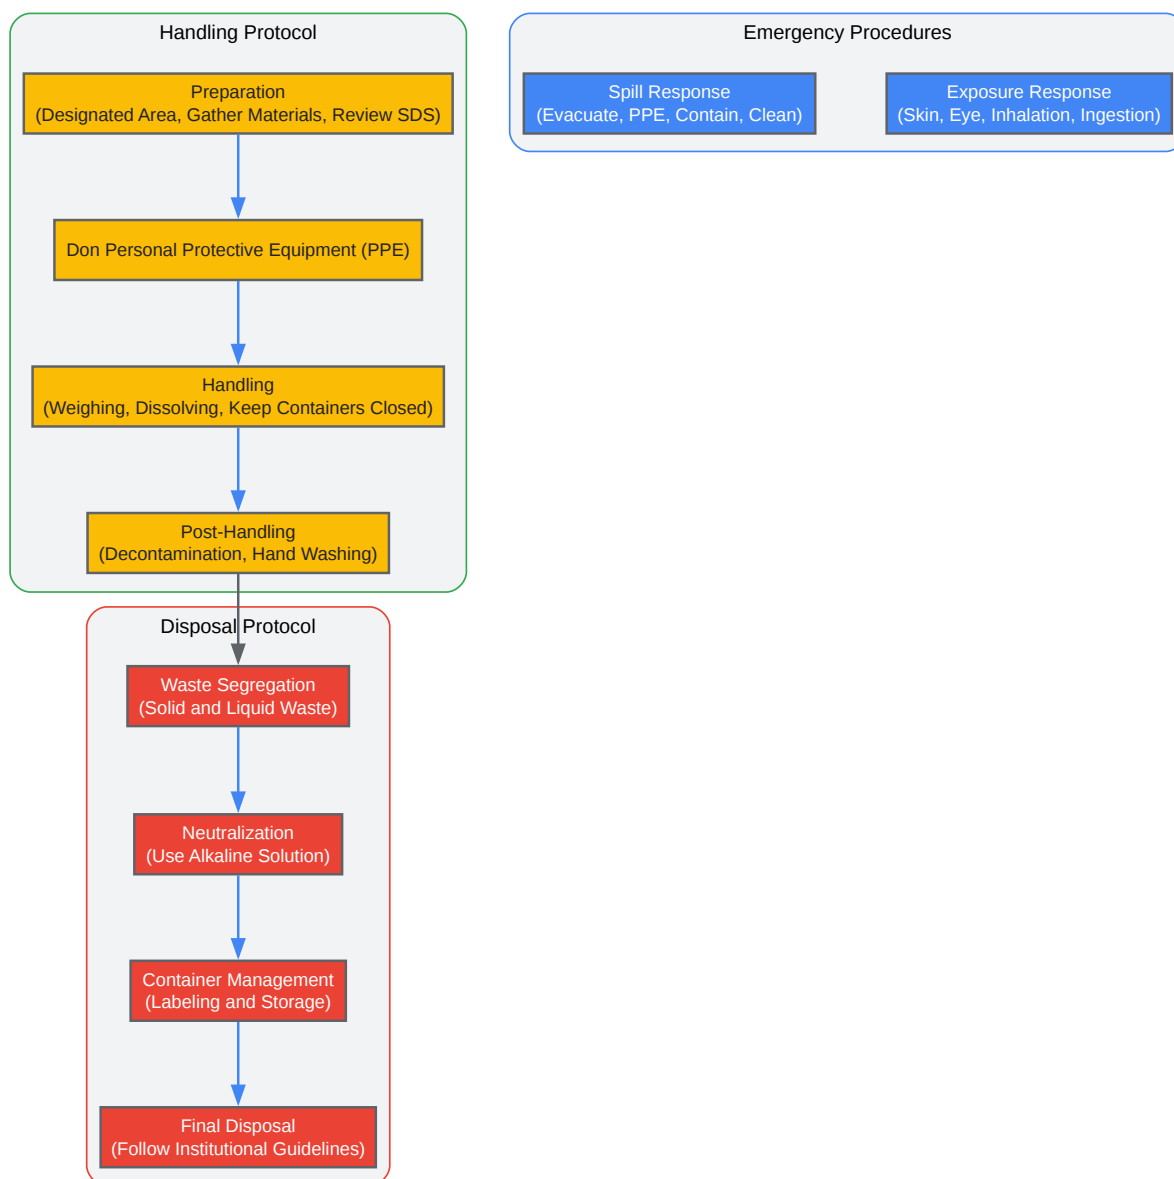 Handling Protocol
Preparation
(Designated Area, Gather Materials, Review SDS)
Don Personal Protective Equipment (PPE)
Handling
(Weighing, Dissolving, Keep Containers Closed)
Post-Handling
(Decontamination, Hand Washing)
Disposal Protocol
Waste Segregation
(Solid and Liquid Waste)
Neutralization
(Use Alkaline Solution)
Container Management
(Labeling and Storage)
Final Disposal
(Follow Institutional Guidelines)
Emergency Procedures
Spill Response
(Evacuate, PPE, Contain, Clean)
Exposure Response
(Skin, Eye, Inhalation, Ingestion)